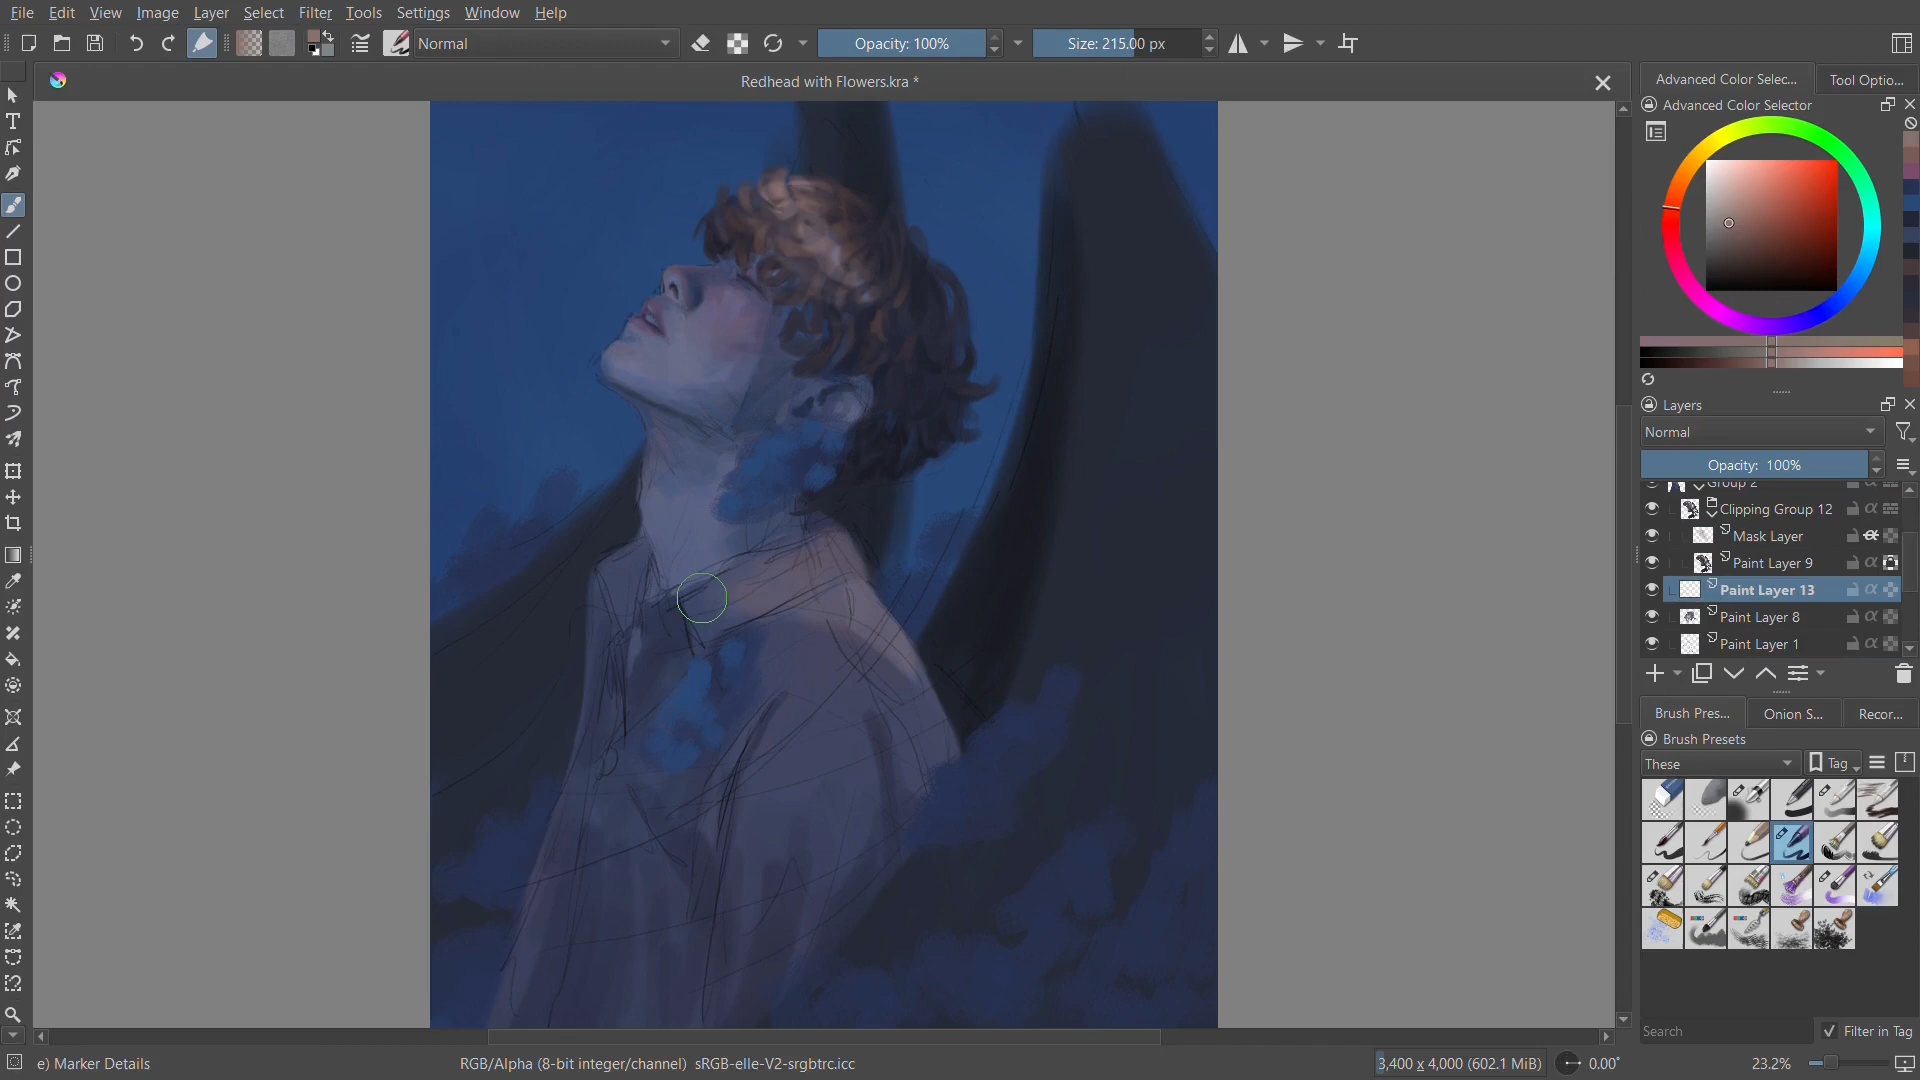 File Edit View Image Layer Select Filter Tools Settings Window Help
Normal Opacity: 100% Size: 215.00 px
Redhead with Flowers.kra *
Advanced Color Selec... Tool Optio...
Advanced Color Selector
Layers
Normal
Opacity: 100%
Group 2
Clipping Group 12
Mask Layer
Paint Layer 9
Paint Layer 13
Paint Layer 8
Paint Layer 1
Brush Pres... Onion S... Recor...
Brush Presets
These Tag
Search Filter in Tag
e) Marker Details RGB/Alpha (8-bit integer/channel) sRGB-elle-V2-srgbtrc.icc 3,400 x 4,000 (602.1 MiB) 0.00° 23.2%